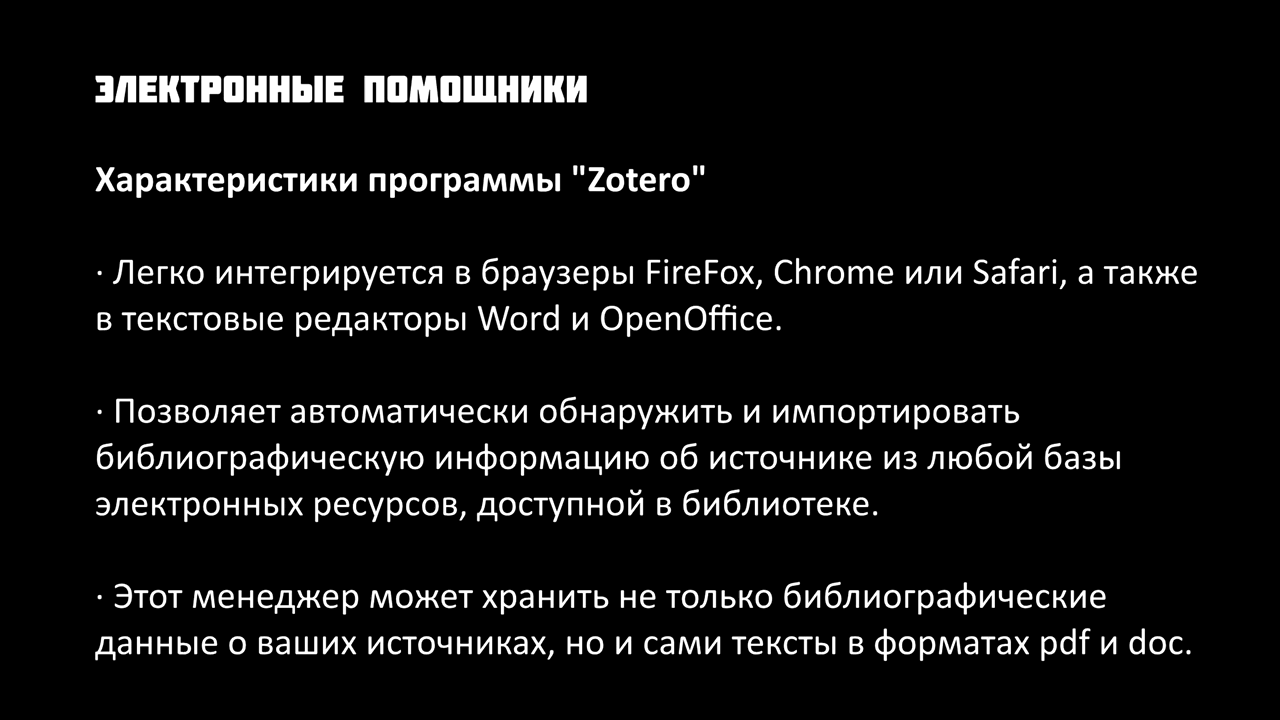 ЭЛЕКТРОННЫЕ ПОМОЩНИКИ
Характеристики программы "Zotero"
· Легко интегрируется в браузеры FireFox, Chrome или Safari, а также
в текстовые редакторы Word и OpenOffice.
· Позволяет автоматически обнаружить и импортировать
библиографическую информацию об источнике из любой базы
электронных ресурсов, доступной в библиотеке.
· Этот менеджер может хранить не только библиографические
данные о ваших источниках, но и сами тексты в форматах pdf и doc.